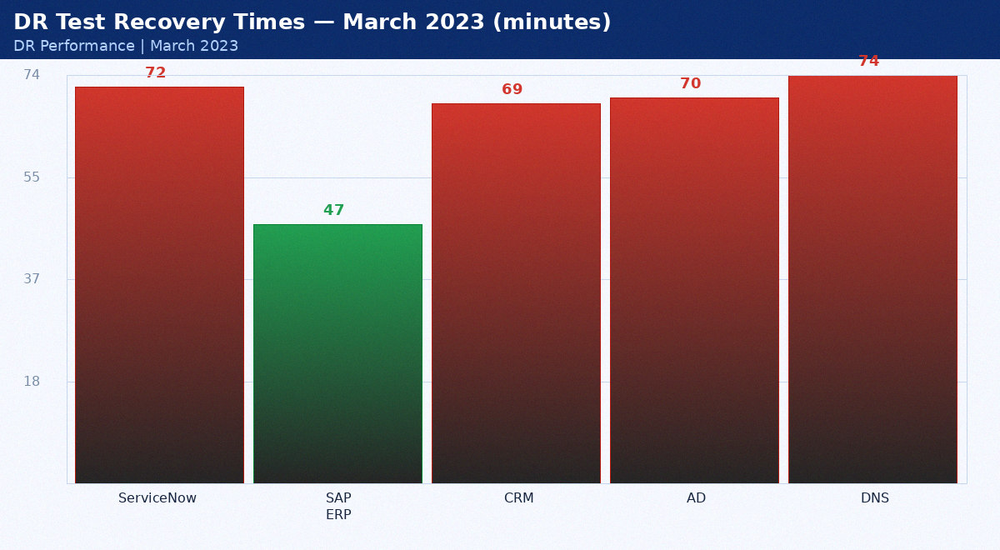 DR Test Recovery Times — March 2023 (minutes)
DR Performance | March 2023
74
55
37
18
72
47
69
70
74
ServiceNow
SAP
ERP
CRM
AD
DNS